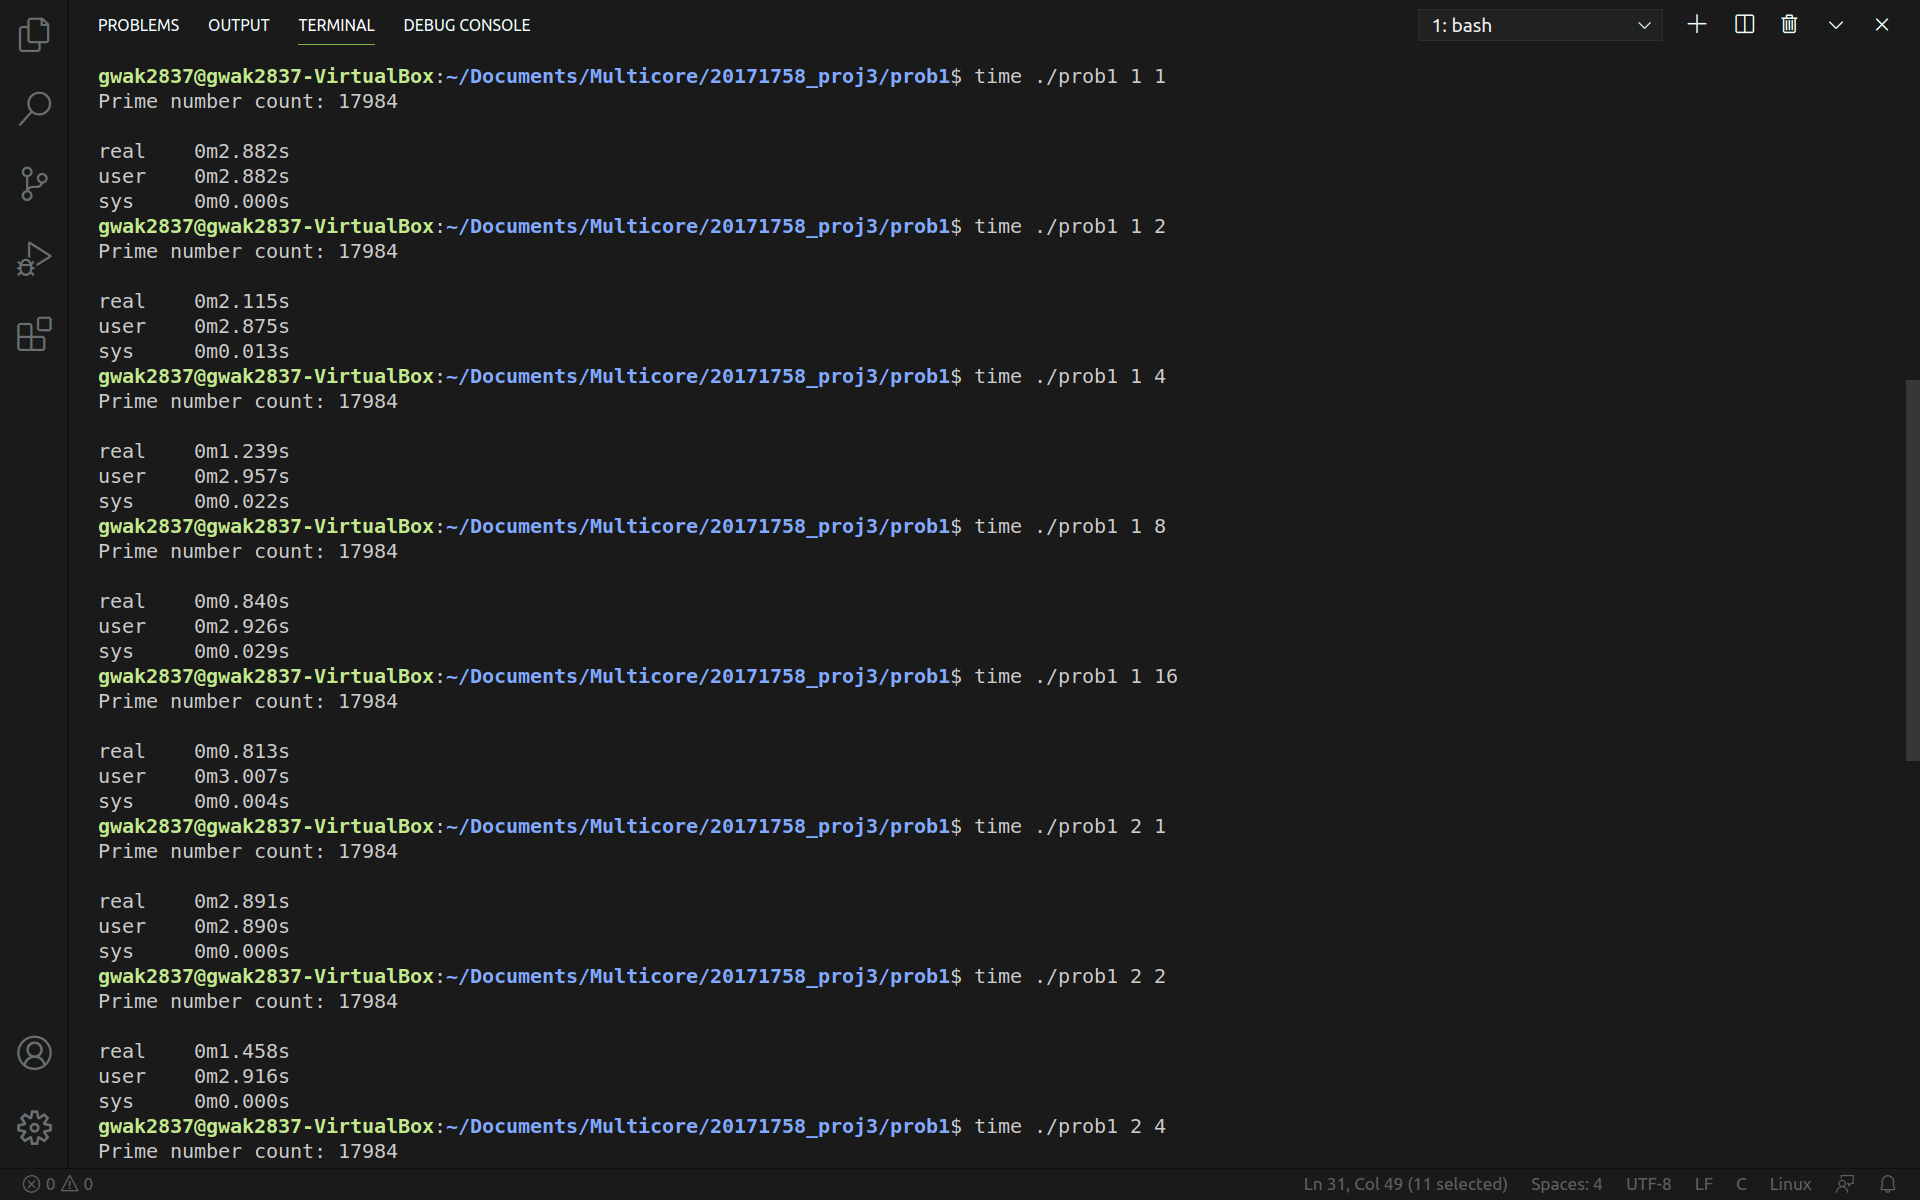 PROBLEMS OUTPUT TERMINAL DEBUG CONSOLE 1: bash
gwak2837@gwak2837-VirtualBox:~/Documents/Multicore/20171758_proj3/prob1$ time ./prob1 1 1
Prime number count: 17984
real 0m2.882s
user 0m2.882s
sys 0m0.000s
gwak2837@gwak2837-VirtualBox:~/Documents/Multicore/20171758_proj3/prob1$ time ./prob1 1 2
Prime number count: 17984
real 0m2.115s
user 0m2.875s
sys 0m0.013s
gwak2837@gwak2837-VirtualBox:~/Documents/Multicore/20171758_proj3/prob1$ time ./prob1 1 4
Prime number count: 17984
real 0m1.239s
user 0m2.957s
sys 0m0.022s
gwak2837@gwak2837-VirtualBox:~/Documents/Multicore/20171758_proj3/prob1$ time ./prob1 1 8
Prime number count: 17984
real 0m0.840s
user 0m2.926s
sys 0m0.029s
gwak2837@gwak2837-VirtualBox:~/Documents/Multicore/20171758_proj3/prob1$ time ./prob1 1 16
Prime number count: 17984
real 0m0.813s
user 0m3.007s
sys 0m0.004s
gwak2837@gwak2837-VirtualBox:~/Documents/Multicore/20171758_proj3/prob1$ time ./prob1 2 1
Prime number count: 17984
real 0m2.891s
user 0m2.890s
sys 0m0.000s
gwak2837@gwak2837-VirtualBox:~/Documents/Multicore/20171758_proj3/prob1$ time ./prob1 2 2
Prime number count: 17984
real 0m1.458s
user 0m2.916s
sys 0m0.000s
gwak2837@gwak2837-VirtualBox:~/Documents/Multicore/20171758_proj3/prob1$ time ./prob1 2 4
Prime number count: 17984
0 0 Ln 31, Col 49 (11 selected) Spaces: 4 UTF-8 LF C Linux